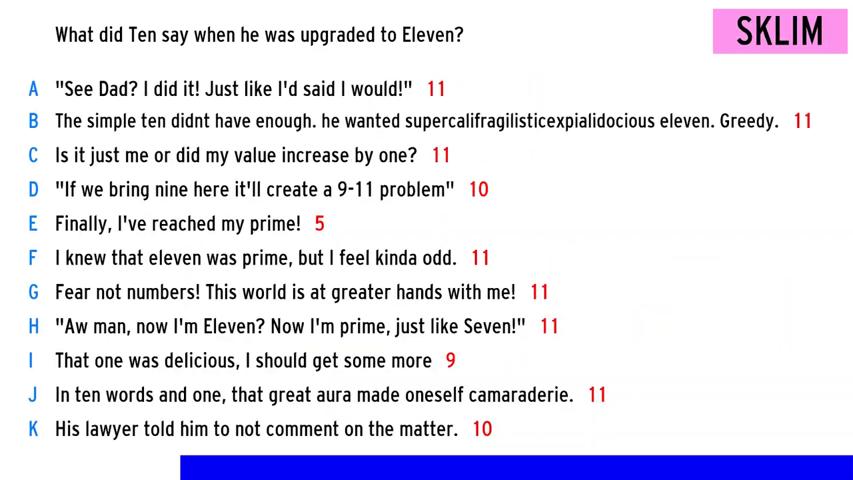 What did Ten say when he was upgraded to Eleven?
SKLIM
A "See Dad? I did it! Just like I'd said I would!" 11
B The simple ten didnt have enough. he wanted supercalifragilisticexpialidocious eleven. Greedy. 11
C Is it just me or did my value increase by one? 11
D "If we bring nine here it'll create a 9-11 problem" 10
E Finally, I've reached my prime! 5
F I knew that eleven was prime, but I feel kinda odd. 11
G Fear not numbers! This world is at greater hands with me! 11
H "Aw man, now I'm Eleven? Now I'm prime, just like Seven!" 11
I That one was delicious, I should get some more 9
J In ten words and one, that great aura made oneself camaraderie. 11
K His lawyer told him to not comment on the matter. 10